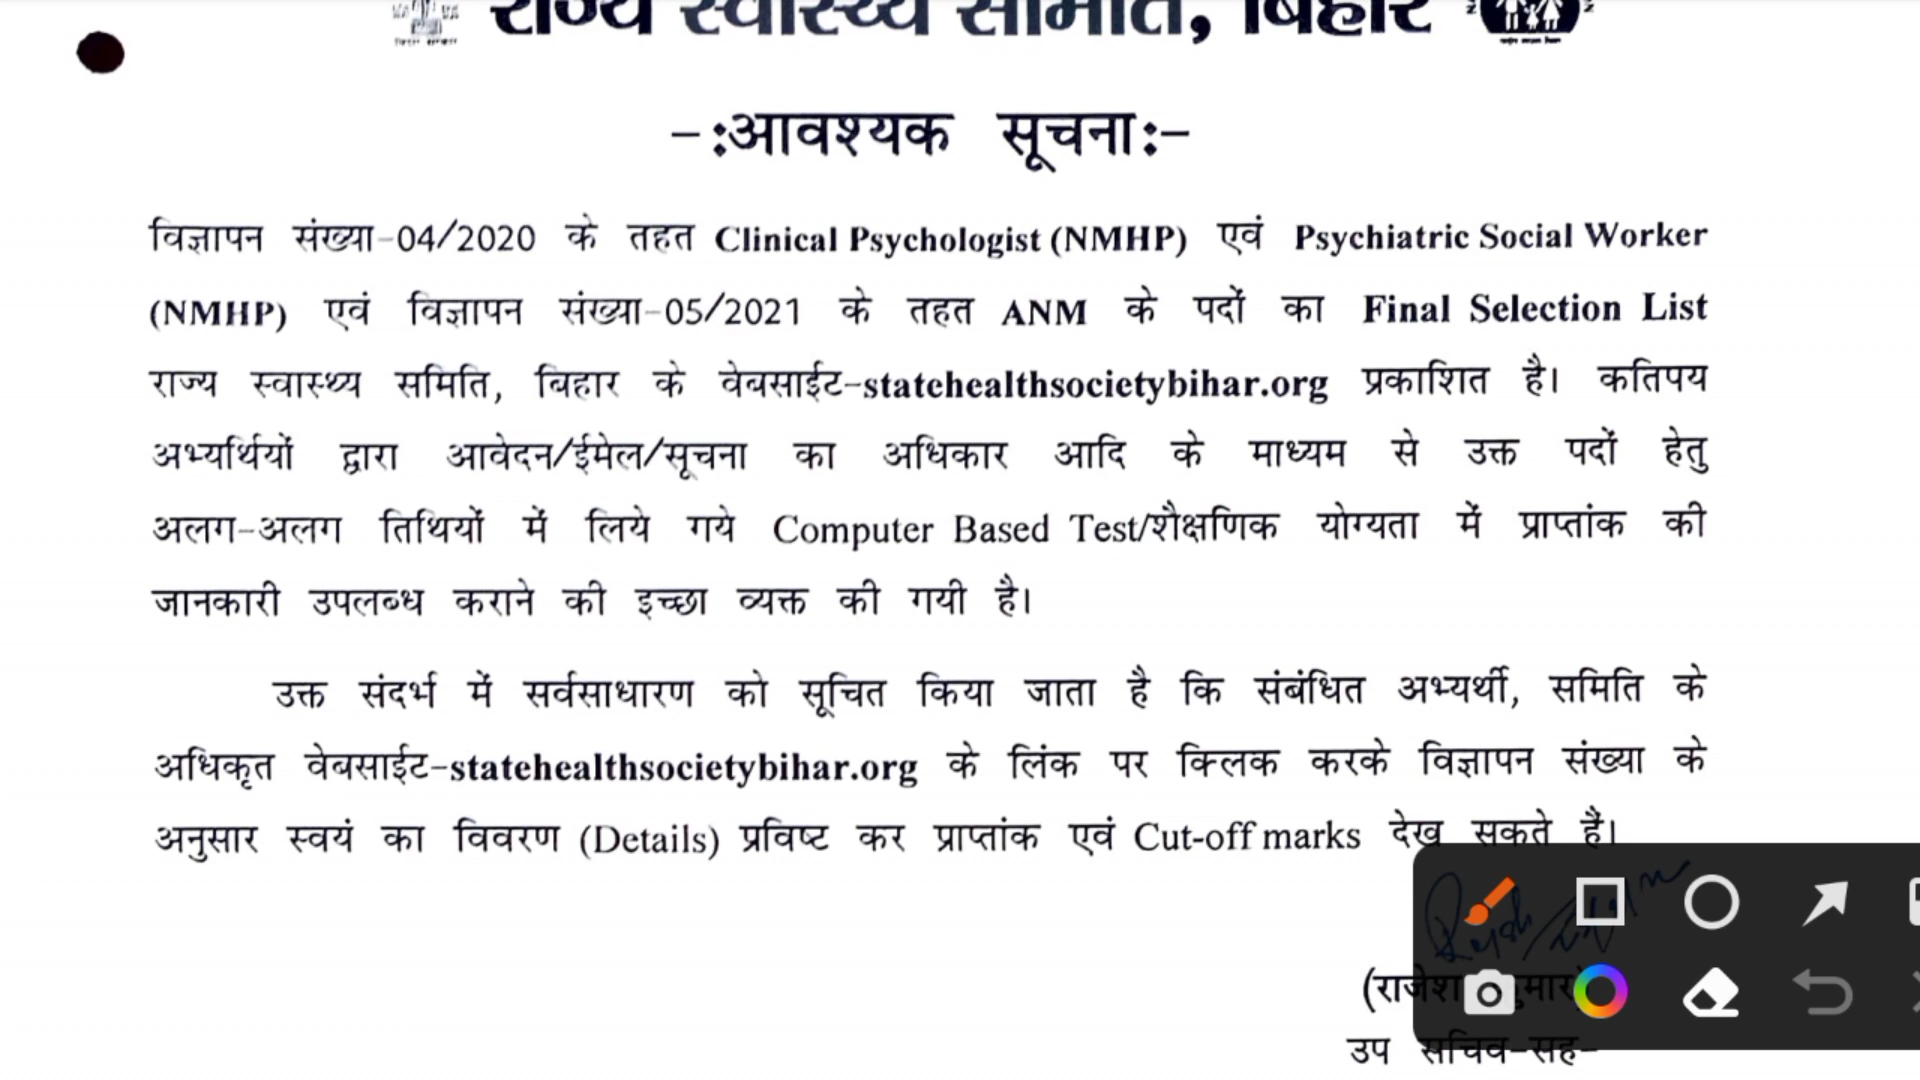 राज्य स्वास्थ्य समिति, बिहार
-:आवश्यक सूचना:-
विज्ञापन संख्या-04/2020 के तहत Clinical Psychologist (NMHP) एवं Psychiatric Social Worker
(NMHP) एवं विज्ञापन संख्या-05/2021 के तहत ANM के पदों का Final Selection List
राज्य स्वास्थ्य समिति, बिहार के वेबसाईट-statehealthsocietybihar.org प्रकाशित है। कतिपय
अभ्यर्थियों द्वारा आवेदन/ईमेल/सूचना का अधिकार आदि के माध्यम से उक्त पदों हेतु
अलग-अलग तिथियों में लिये गये Computer Based Test/शैक्षणिक योग्यता में प्राप्तांक की
जानकारी उपलब्ध कराने की इच्छा व्यक्त की गयी है।
उक्त संदर्भ में सर्वसाधारण को सूचित किया जाता है कि संबंधित अभ्यर्थी, समिति के
अधिकृत वेबसाईट-statehealthsocietybihar.org के लिंक पर क्लिक करके विज्ञापन संख्या के
अनुसार स्वयं का विवरण (Details) प्रविष्ट कर प्राप्तांक एवं Cut-off marks देख सकते है।
(राजेश कुमार)
उप सचिव-सह-